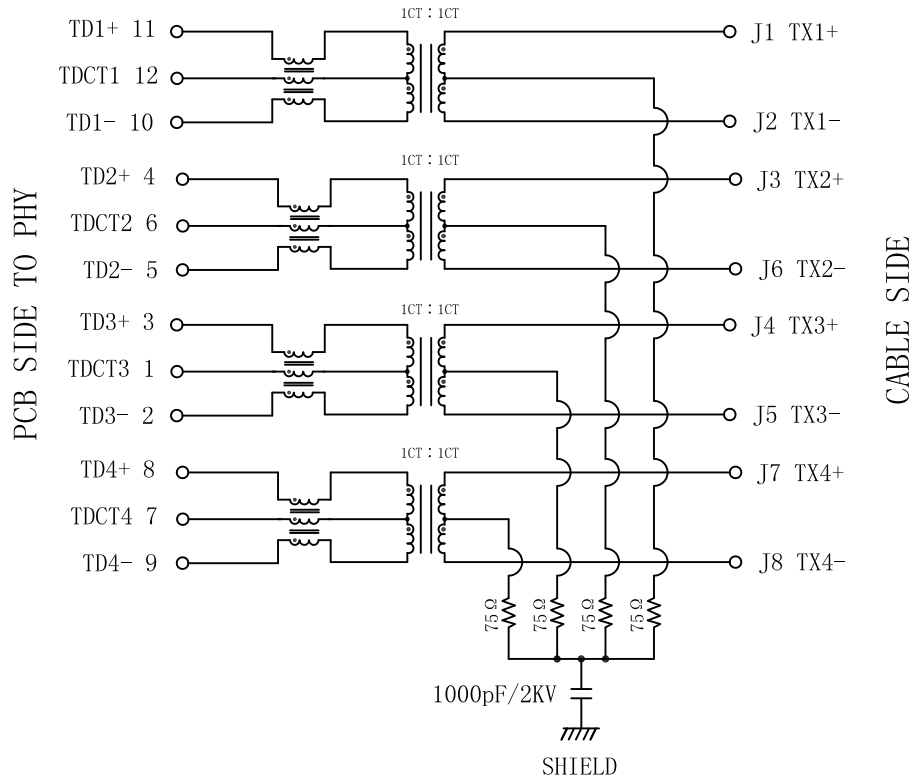 1CT : 1CT
TD1+ 11
J1 TX1+
TDCT1 12
TD1- 10
J2 TX1-
1CT : 1CT
TD2+ 4
J3 TX2+
TDCT2 6
TD2- 5
J6 TX2-
PCB SIDE TO PHY
CABLE SIDE
1CT : 1CT
TD3+ 3
J4 TX3+
TDCT3 1
TD3- 2
J5 TX3-
1CT : 1CT
TD4+ 8
J7 TX4+
TDCT4 7
TD4- 9
J8 TX4-
75Ω
75Ω
75Ω
75Ω
1000pF/2KV
SHIELD